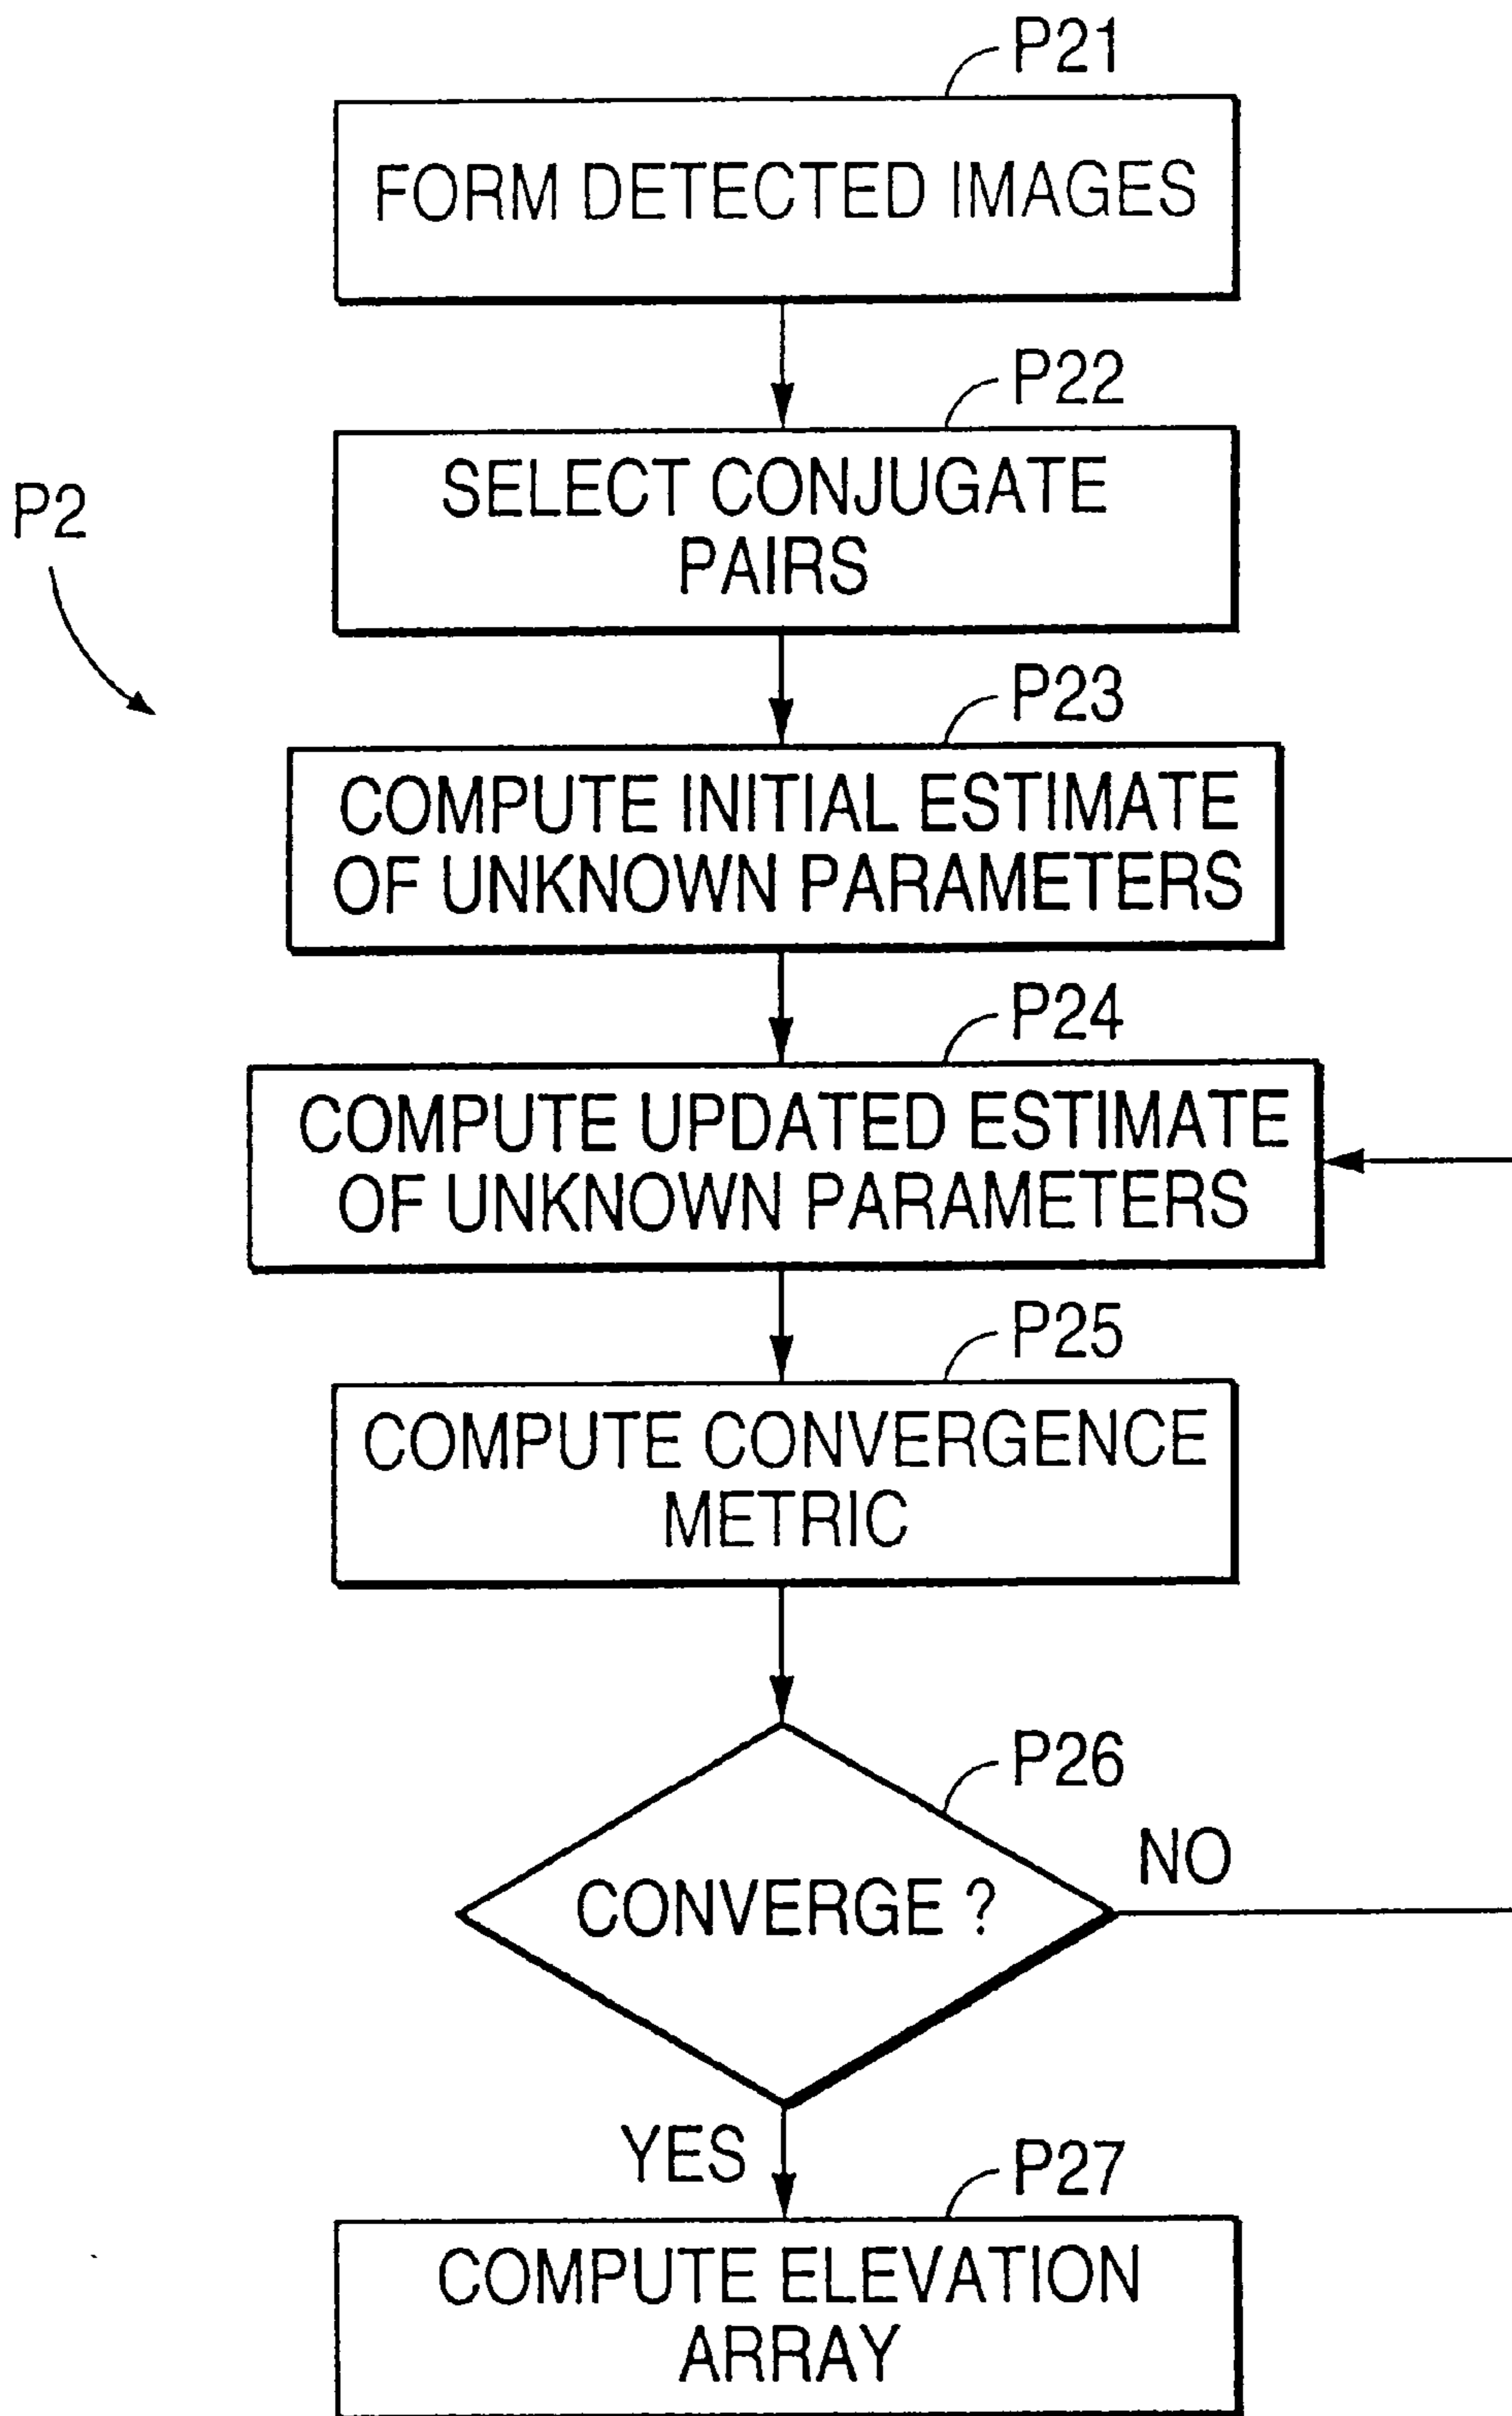 P21
FORM DETECTED IMAGES
P22
SELECT CONJUGATE
PAIRS
P2
P23
COMPUTE INITIAL ESTIMATE
OF UNKNOWN PARAMETERS
P24
COMPUTE UPDATED ESTIMATE
OF UNKNOWN PARAMETERS
P25
COMPUTE CONVERGENCE
METRIC
P26
NO
CONVERGE ?
YES
P27
COMPUTE ELEVATION
ARRAY